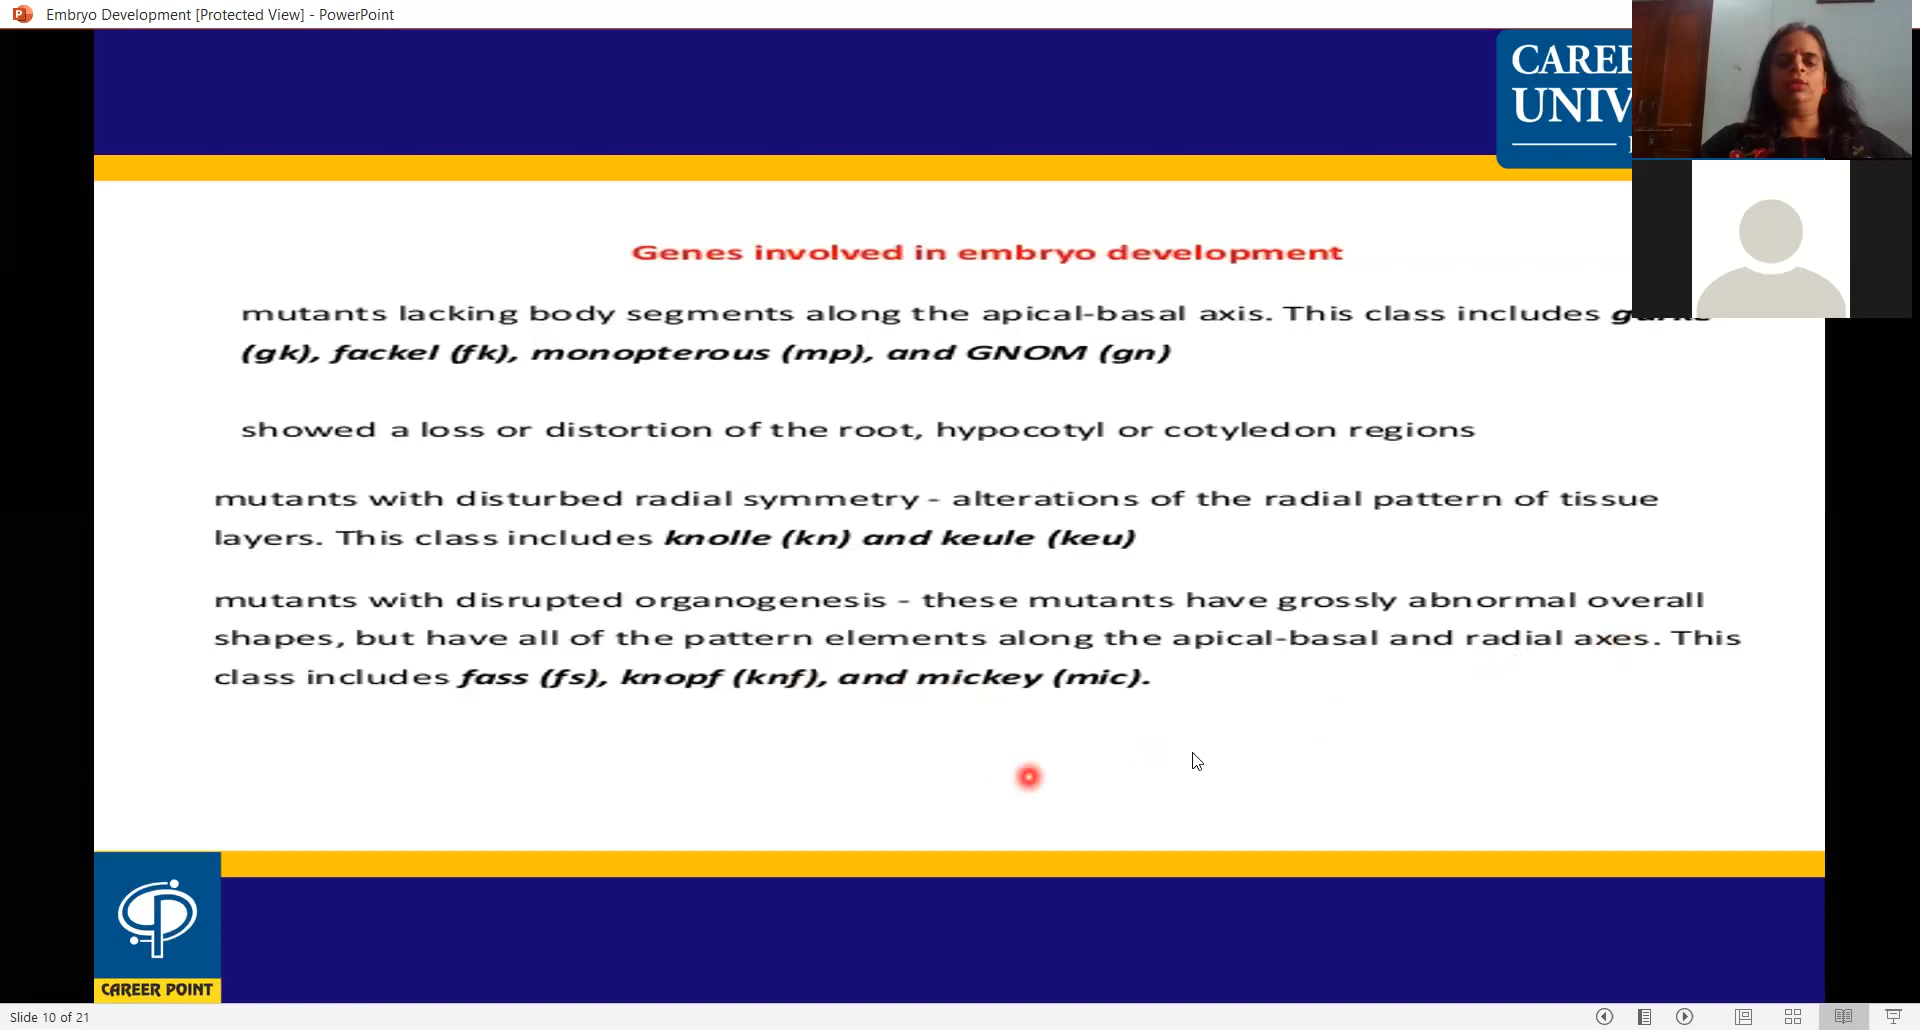 Embryo Development [Protected View] - PowerPoint
Genes involved in embryo development
mutants lacking body segments along the apical-basal axis. This class includes
(gk), fackel (fk), monopterous (mp), and GNOM (gn)
showed a loss or distortion of the root, hypocotyl or cotyledon regions
mutants with disturbed radial symmetry - alterations of the radial pattern of tissue
layers. This class includes knolle (kn) and keule (keu)
mutants with disrupted organogenesis - these mutants have grossly abnormal overall
shapes, but have all of the pattern elements along the apical-basal and radial axes. This
class includes fass (fs), knopf (knf), and mickey (mic).
CAREER POINT
Slide 10 of 21